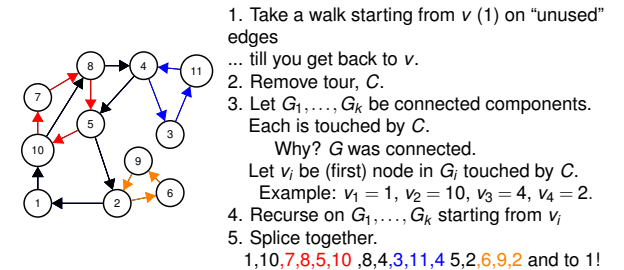 1. Take a walk starting from v (1) on “unused”
edges
... till you get back to v.
2. Remove tour, C.
3. Let G₁,...,Gₖ be connected components.
Each is touched by C.
Why? G was connected.
Let vᵢ be (first) node in Gᵢ touched by C.
Example: v₁ = 1, v₂ = 10, v₃ = 4, v₄ = 2.
4. Recurse on G₁,...,Gₖ starting from vᵢ
5. Splice together.
1,10,7,8,5,10 ,8,4,3,11,4 5,2,6,9,2 and to 1!
8
4
11
7
5
3
10
9
6
1
2